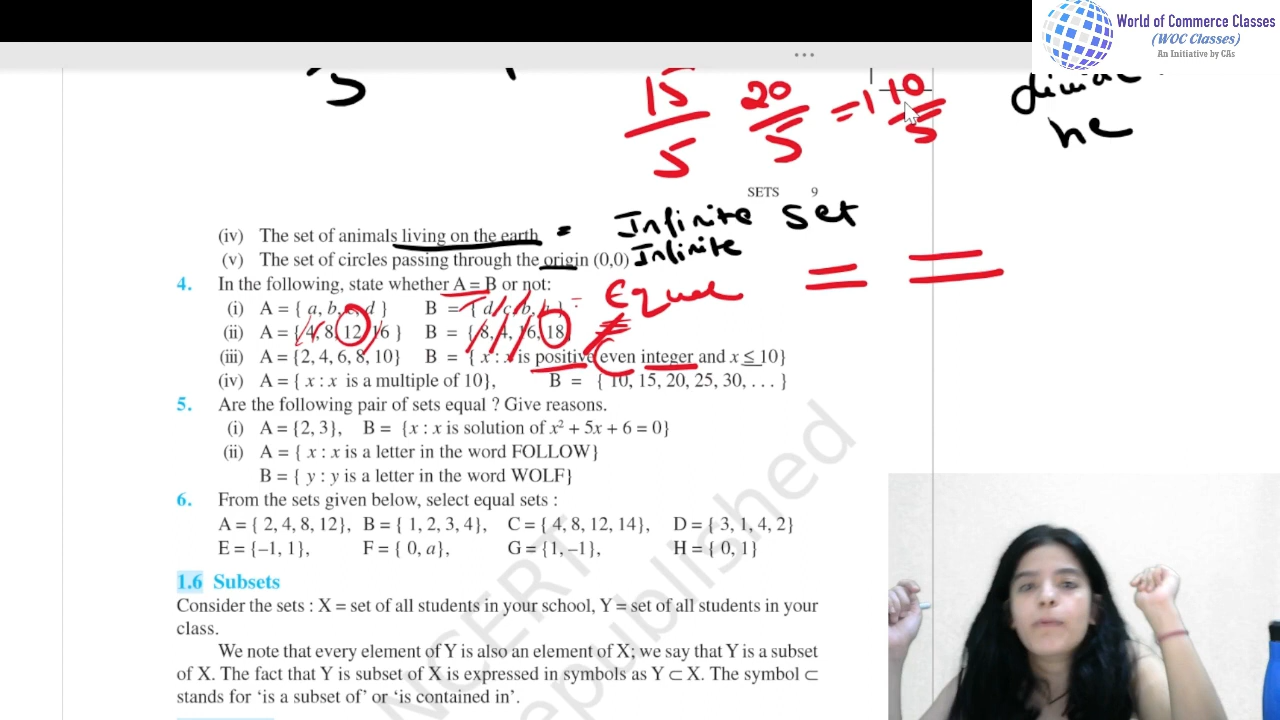 World of Commerce Classes
(WOC Classes)
An Initiative by CAs
15/5 20/5 = 1 10/5
he
SETS 9
(iv) The set of animals living on the earth = Infinite set
(v) The set of circles passing through the origin (0,0) Infinite
4. In the following, state whether A = B or not: = =
(i) A = { a, b, c, d } B = { d, c, b, a } = Equal
(ii) A = { 4, 8, 12, 16 } B = { 8, 4, 16, 18} ≠
(iii) A = {2, 4, 6, 8, 10} B = { x : x is positive even integer and x ≤ 10}
(iv) A = { x : x is a multiple of 10}, B = { 10, 15, 20, 25, 30, . . . }
5. Are the following pair of sets equal ? Give reasons.
(i) A = {2, 3}, B = {x : x is solution of x² + 5x + 6 = 0}
(ii) A = { x : x is a letter in the word FOLLOW}
B = { y : y is a letter in the word WOLF}
6. From the sets given below, select equal sets :
A = { 2, 4, 8, 12}, B = { 1, 2, 3, 4}, C = { 4, 8, 12, 14}, D = { 3, 1, 4, 2}
E = {–1, 1}, F = { 0, a}, G = {1, –1}, H = { 0, 1}
1.6 Subsets
Consider the sets : X = set of all students in your school, Y = set of all students in your
class.
We note that every element of Y is also an element of X; we say that Y is a subset
of X. The fact that Y is subset of X is expressed in symbols as Y ⊂ X. The symbol ⊂
stands for ‘is a subset of’ or ‘is contained in’.
NCERT
republished